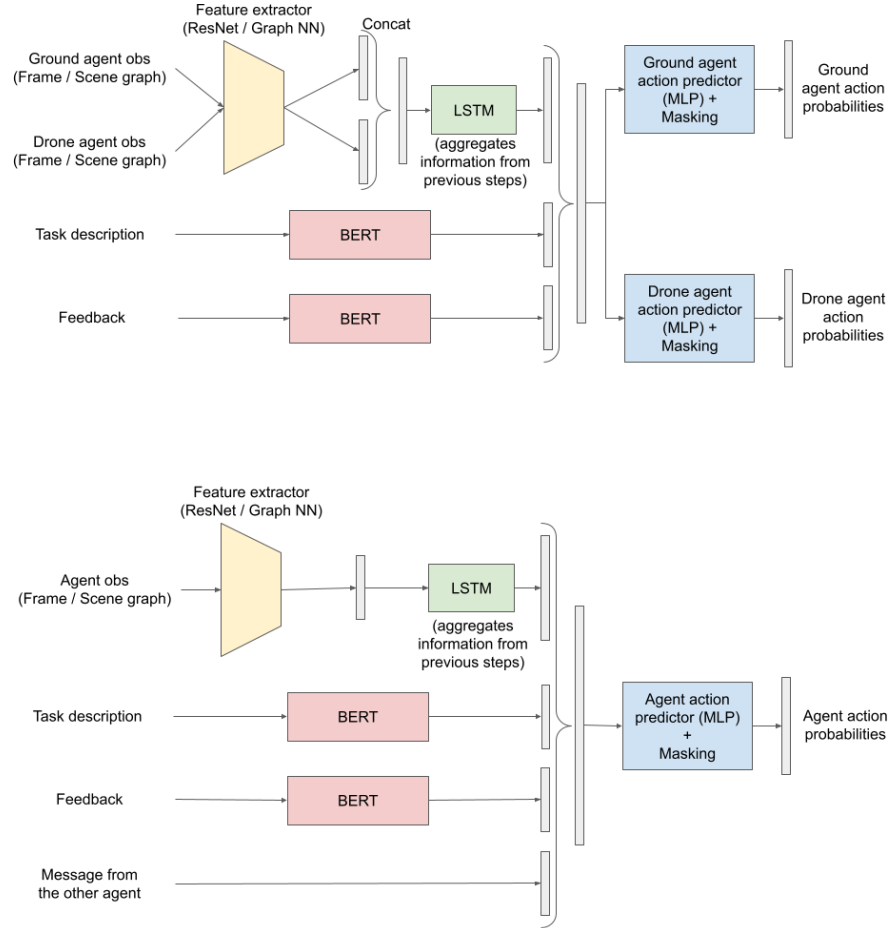 Feature extractor
(ResNet / Graph NN)
Concat
Ground agent obs
(Frame / Scene graph)
Drone agent obs
(Frame / Scene graph)
LSTM
(aggregates
information from
previous steps)
Ground agent
action predictor
(MLP) +
Masking
Ground
agent action
probabilities
Task description
BERT
Feedback
BERT
Drone agent
action predictor
(MLP) +
Masking
Drone agent
action
probabilities
Feature extractor
(ResNet / Graph NN)
Agent obs
(Frame / Scene graph)
LSTM
(aggregates
information from
previous steps)
Task description
BERT
Agent action
predictor (MLP)
+
Masking
Agent action
probabilities
Feedback
BERT
Message from
the other agent